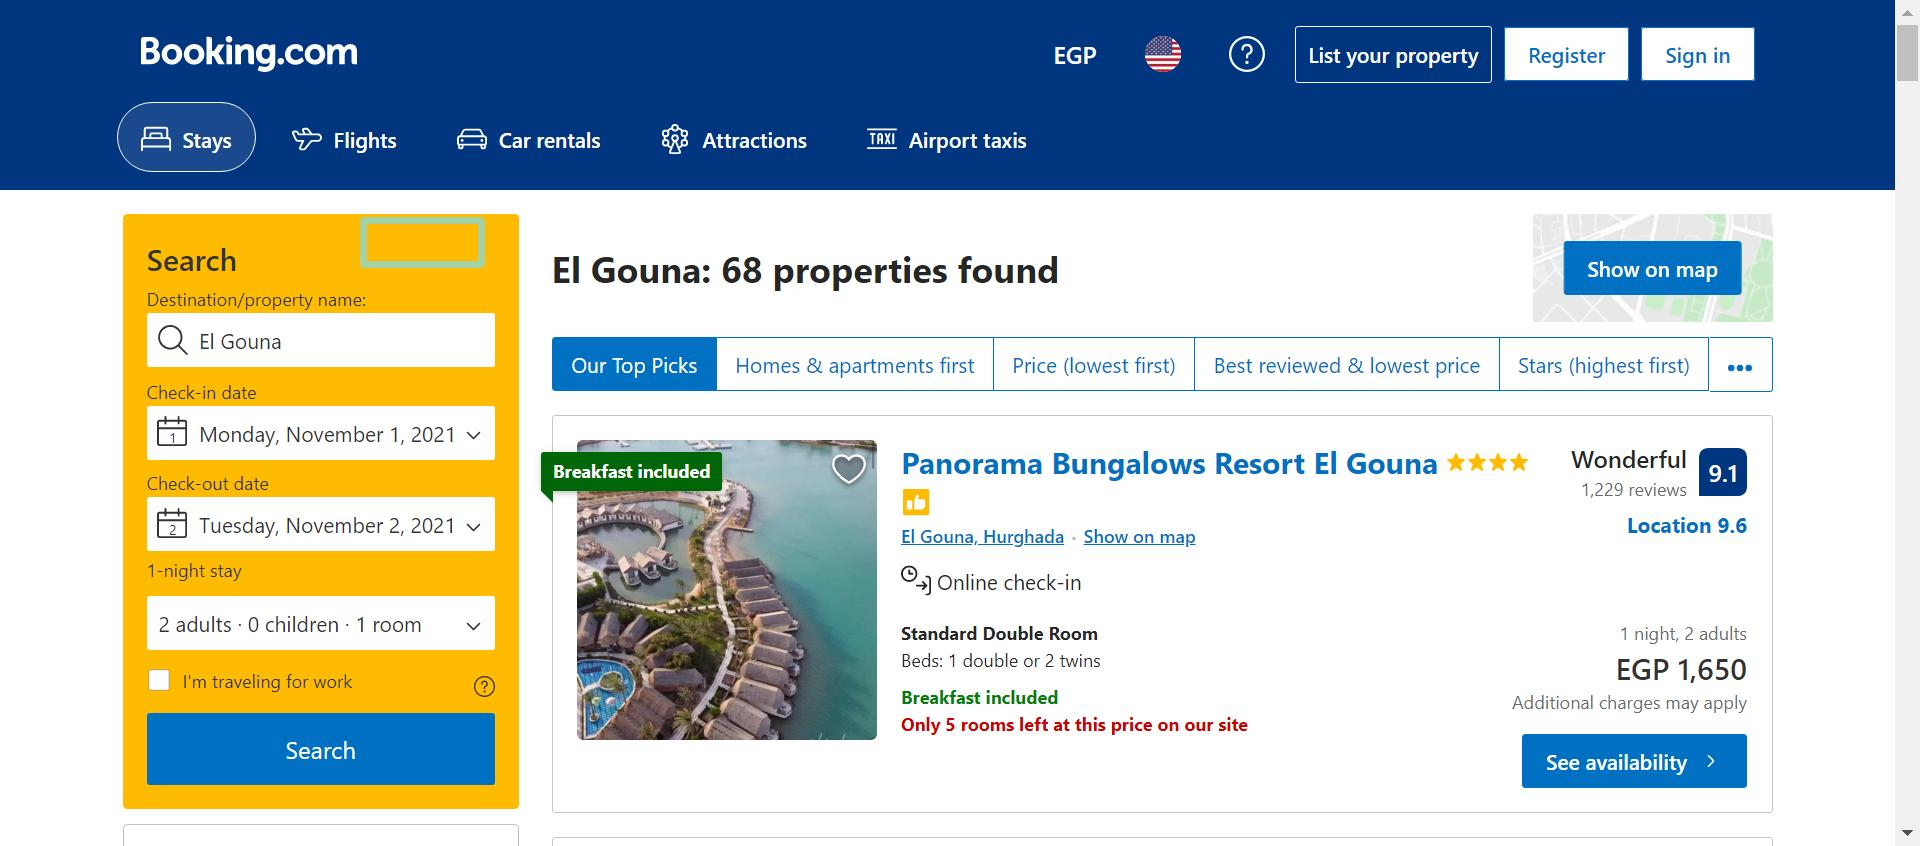 Booking.com
EGP
?
List your property
Register
Sign in
Stays
Flights
Car rentals
Attractions
TAXI
Airport taxis
Search
Destination/property name:
El Gouna
Check-in date
1
Monday, November 1, 2021
Check-out date
2
Tuesday, November 2, 2021
1-night stay
2 adults · 0 children · 1 room
I'm traveling for work
?
Search
El Gouna: 68 properties found
Show on map
Our Top Picks
Homes & apartments first
Price (lowest first)
Best reviewed & lowest price
Stars (highest first)
•••
Breakfast included
Panorama Bungalows Resort El Gouna
Wonderful
1,229 reviews
9.1
Location 9.6
El Gouna, Hurghada · Show on map
Online check-in
Standard Double Room
Beds: 1 double or 2 twins
Breakfast included
Only 5 rooms left at this price on our site
1 night, 2 adults
EGP 1,650
Additional charges may apply
See availability